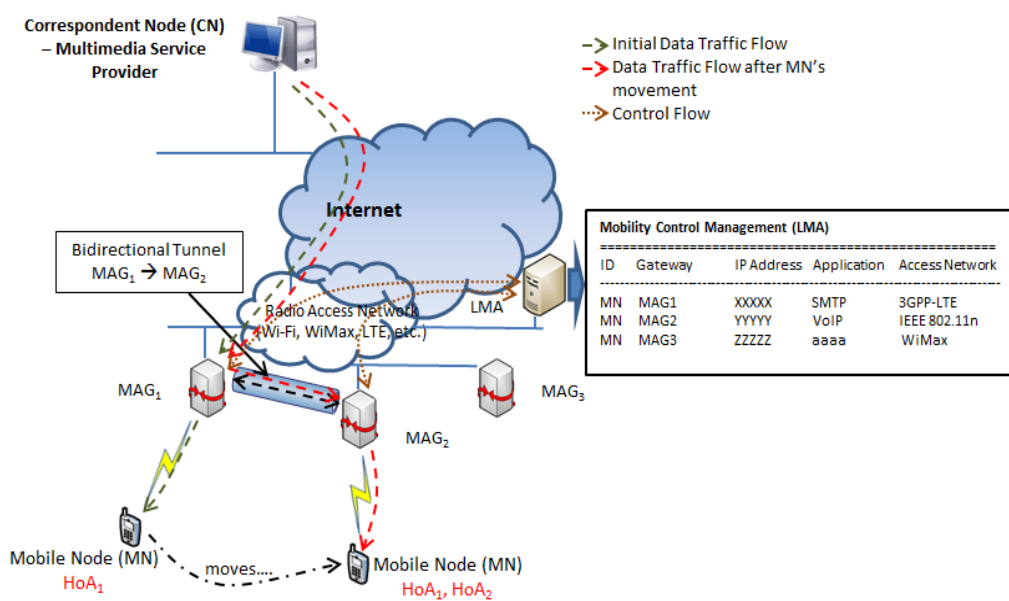 Correspondent Node (CN)
– Multimedia Service
Provider
Initial Data Traffic Flow
Data Traffic Flow after MN's
movement
Control Flow
Internet
Bidirectional Tunnel
MAG1 → MAG2
Radio Access Network
(Wi-Fi, WiMax, LTE, etc.)
LMA
Mobility Control Management (LMA)
================================================
ID Gateway IP Address Application Access Network
------------------------------------------------
MN MAG1 XXXXX SMTP 3GPP-LTE
MN MAG2 YYYYY VoIP IEEE 802.11n
MN MAG3 ZZZZZ aaaa WiMax
MAG1
MAG2
MAG3
Mobile Node (MN)
HoA1
moves....
Mobile Node (MN)
HoA1, HoA2